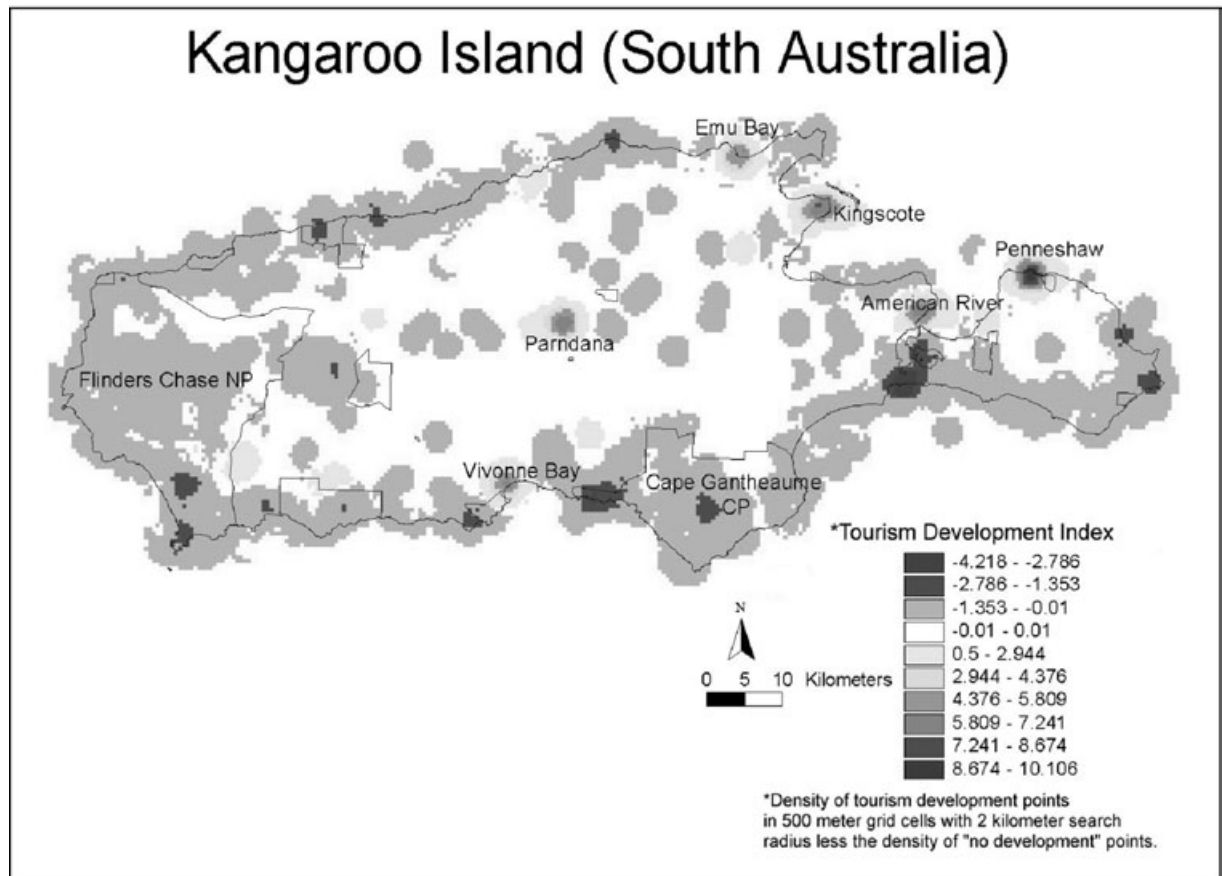 Kangaroo Island (South Australia)
Emu Bay
Kingscote
Penneshaw
American River
Parndana
Flinders Chase NP
Vivonne Bay
Cape Gantheaume
CP
*Tourism Development Index
-4.218 - -2.786
-2.786 - -1.353
-1.353 - -0.01
-0.01 - 0.01
0.5 - 2.944
2.944 - 4.376
4.376 - 5.809
5.809 - 7.241
7.241 - 8.674
8.674 - 10.106
N
0 5 10 Kilometers
*Density of tourism development points
in 500 meter grid cells with 2 kilometer search
radius less the density of "no development" points.